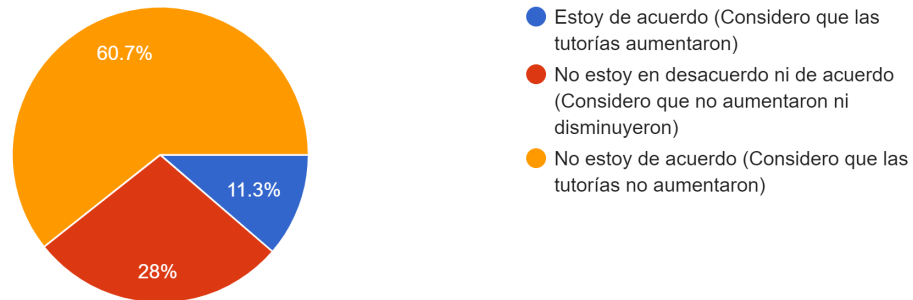 60.7%
11.3%
28%
Estoy de acuerdo (Considero que las
tutorías aumentaron)
No estoy en desacuerdo ni de acuerdo
(Considero que no aumentaron ni
disminuyeron)
No estoy de acuerdo (Considero que las
tutorías no aumentaron)